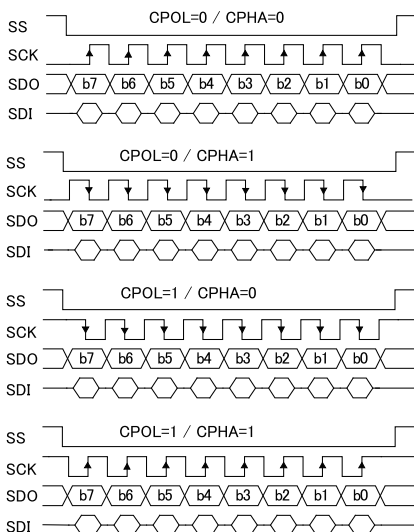 CPOL=0 / CPHA=0
SS
SCK
SDO b7 b6 b5 b4 b3 b2 b1 b0
SDI
CPOL=0 / CPHA=1
SS
SCK
SDO b7 b6 b5 b4 b3 b2 b1 b0
SDI
CPOL=1 / CPHA=0
SS
SCK
SDO b7 b6 b5 b4 b3 b2 b1 b0
SDI
CPOL=1 / CPHA=1
SS
SCK
SDO b7 b6 b5 b4 b3 b2 b1 b0
SDI